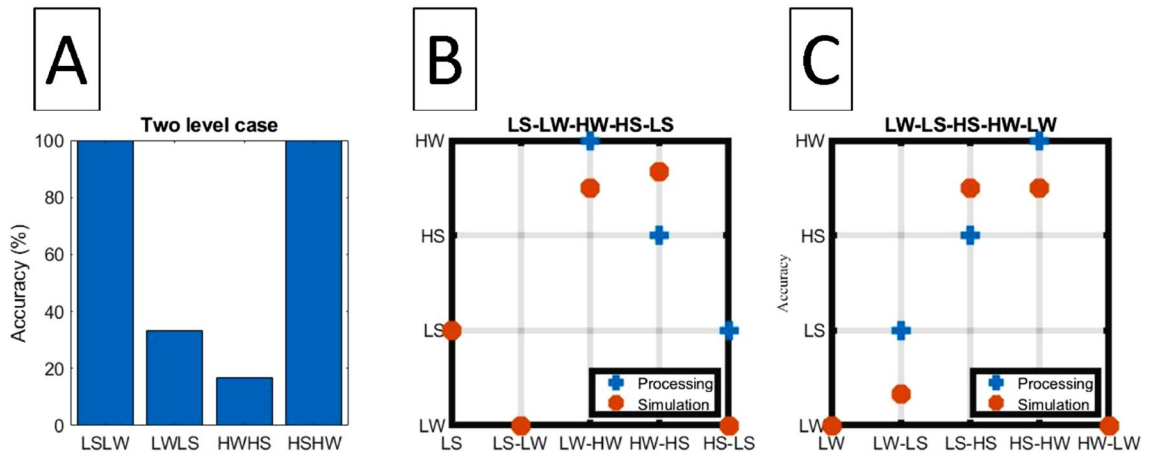 A
Two level case
Accuracy (%)
100
80
60
40
20
0
LSLW
LWLS
HWHS
HSHW
B
LS-LW-HW-HS-LS
HW
HS
LS
LW
LS
LS-LW
LW-HW
HW-HS
HS-LS
Processing
Simulation
C
LW-LS-HS-HW-LW
Accuracy
HW
HS
LS
LW
LW
LW-LS
LS-HS
HS-HW
HW-LW
Processing
Simulation